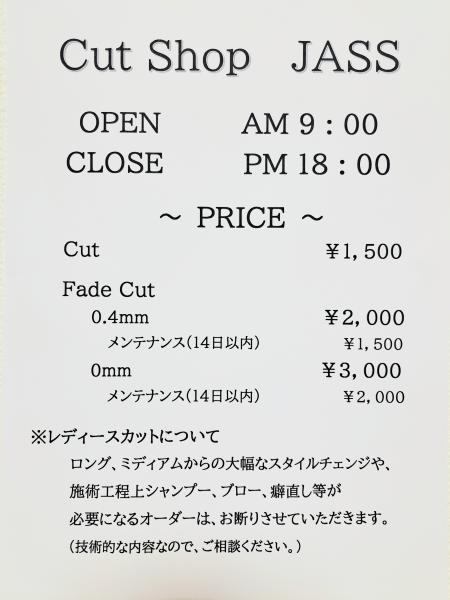 Cut Shop JASS
OPEN AM 9：00
CLOSE PM 18：00
～ PRICE ～
Cut ￥1,500
Fade Cut
0.4mm ￥2,000
メンテナンス（14日以内） ￥1,500
0mm ￥3,000
メンテナンス（14日以内） ￥2,000
※レディースカットについて
ロング、ミディアムからの大幅なスタイルチェンジや、
施術工程上シャンプー、ブロー、癖直し等が
必要になるオーダーは、お断りさせていただきます。
（技術的な内容なので、ご相談ください。）